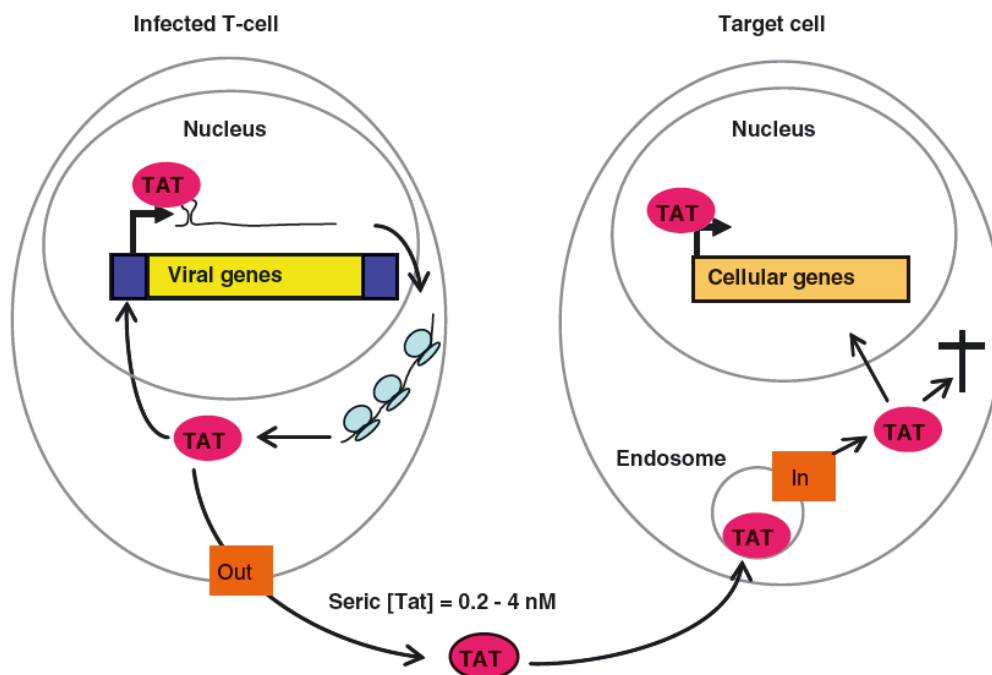 Infected T-cell
Target cell
Nucleus
Nucleus
TAT
TAT
Viral genes
Cellular genes
TAT
TAT
Endosome
In
TAT
Out
Seric [Tat] = 0.2 - 4 nM
TAT